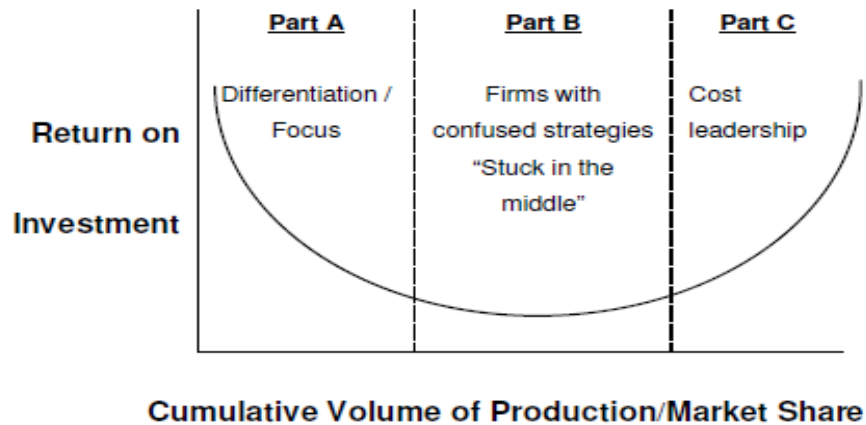 Part A
Part B
Part C
Differentiation /
Focus
Firms with
confused strategies
“Stuck in the
middle”
Cost
leadership
Return on
Investment
Cumulative Volume of Production/Market Share